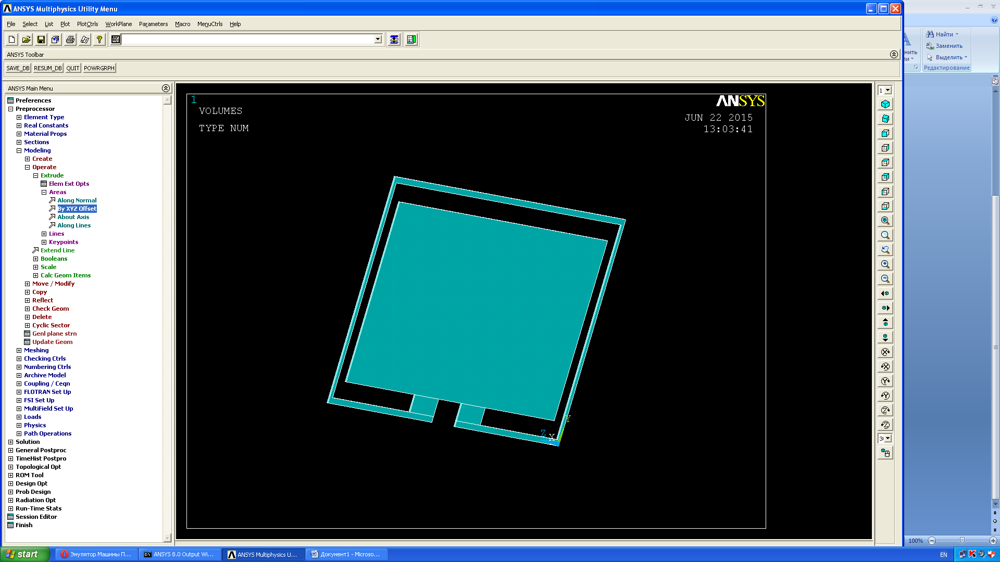 ANSYS Multiphysics Utility Menu
File Select List Plot PlotCtrls WorkPlane Parameters Macro MenuCtrls Help
ANSYS Toolbar
SAVE_DB RESUM_DB QUIT POWRGRPH
ANSYS Main Menu
Preferences
Preprocessor
Element Type
Real Constants
Material Props
Sections
Modeling
Create
Operate
Extrude
Elem Ext Opts
Areas
Along Normal
By XYZ Offset
About Axis
Along Lines
Lines
Keypoints
Extend Line
Booleans
Scale
Calc Geom Items
Move / Modify
Copy
Reflect
Check Geom
Delete
Cyclic Sector
Genl plane strn
Update Geom
Meshing
Checking Ctrls
Numbering Ctrls
Archive Model
Coupling / Ceqn
FLOTRAN Set Up
FSI Set Up
MultiField Set Up
Loads
Physics
Path Operations
Solution
General Postproc
TimeHist Postpro
Topological Opt
ROM Tool
Design Opt
Prob Design
Radiation Opt
Run-Time Stats
Session Editor
Finish
1
VOLUMES
TYPE NUM
ANSYS
JUN 22 2015
13:03:41
Y
Z
X
1
Найти
Заменить
Выделить
Редактирование
100%
start
Эмулятор Машины П...
ANSYS 8.0 Output Wi...
ANSYS Multiphysics U...
Документ1 - Microso...
EN